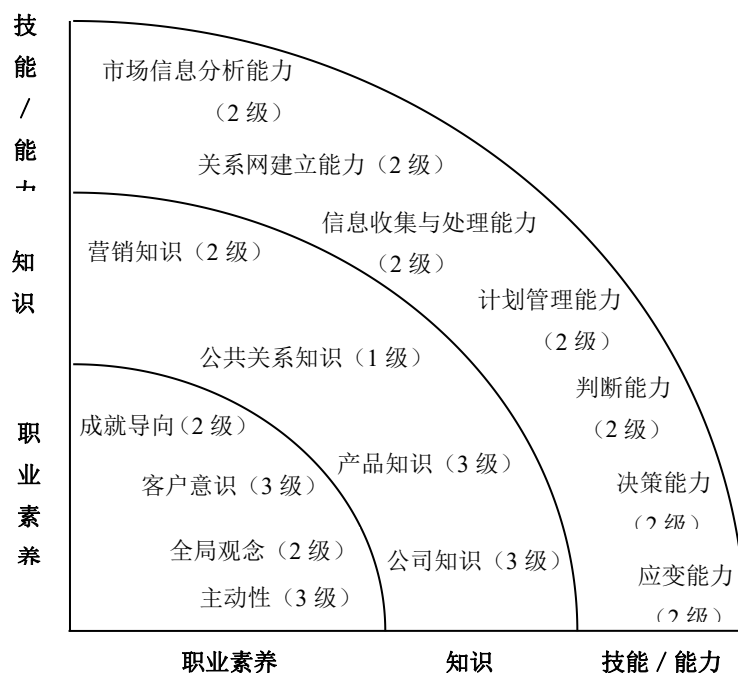 技能/能力
市场信息分析能力
（2 级）
关系网建立能力（2 级）
信息收集与处理能力
（2 级）
知识
营销知识（2 级）
计划管理能力
（2 级）
公共关系知识（1 级）
判断能力
（2 级）
职业素养
成就导向（2 级）
产品知识（3 级）
客户意识（3 级）
决策能力
（2 级）
全局观念（2 级）
公司知识（3 级）
应变能力
主动性（3 级）
（2 级）
职业素养
知识
技能 / 能力